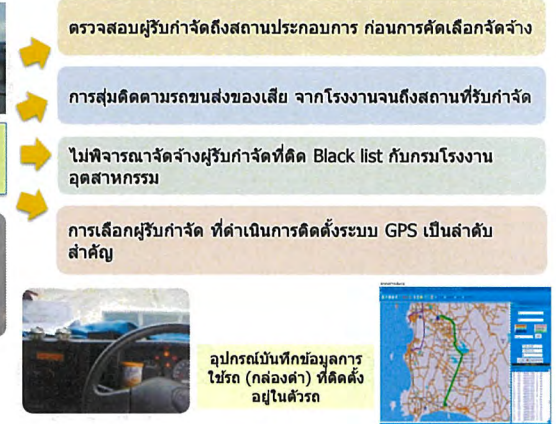 ตรวจสอบผู้รับกำจัดถึงสถานประกอบการ ก่อนการคัดเลือกจัดจ้าง
การสุ่มติดตามรถขนส่งของเสีย จากโรงงานจนถึงสถานที่รับกำจัด
ไม่พิจารณาจัดจ้างผู้รับกำจัดที่ติด Black list กับกรมโรงงาน
อุตสาหกรรม
การเลือกผู้รับกำจัด ที่ดำเนินการติดตั้งระบบ GPS เป็นลำดับ
สำคัญ
อุปกรณ์บันทึกข้อมูลการ
ใช้รถ (กล่องดำ) ที่ติดตั้ง
อยู่ในตัวรถ